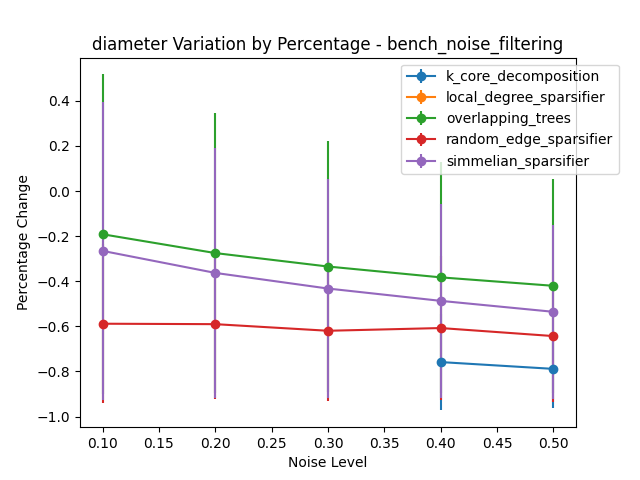 diameter Variation by Percentage - bench_noise_filtering
k_core_decomposition
local_degree_sparsifier
overlapping_trees
random_edge_sparsifier
simmelian_sparsifier
Percentage Change
0.4
0.2
0.0
−0.2
−0.4
−0.6
−0.8
−1.0
0.10 0.15 0.20 0.25 0.30 0.35 0.40 0.45 0.50
Noise Level